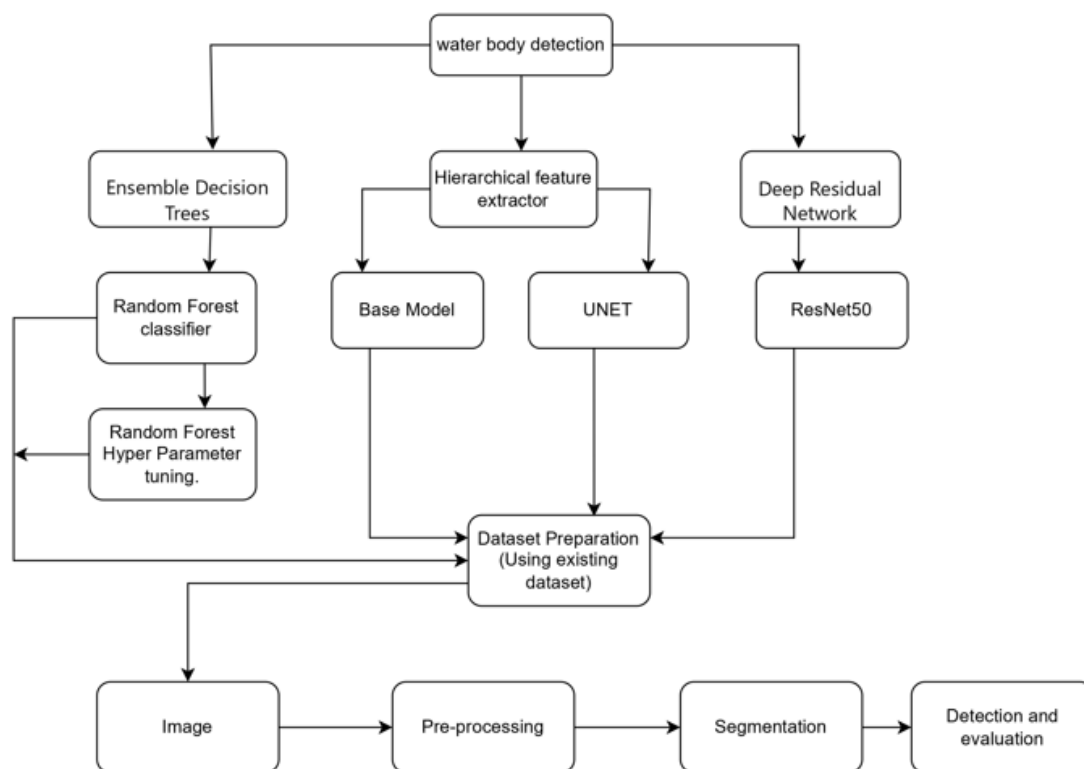 water body detection
Ensemble Decision
Trees
Hierarchical feature
extractor
Deep Residual
Network
Random Forest
classifier
Base Model
UNET
ResNet50
Random Forest
Hyper Parameter
tuning.
Dataset Preparation
(Using existing
dataset)
Image
Pre-processing
Segmentation
Detection and
evaluation